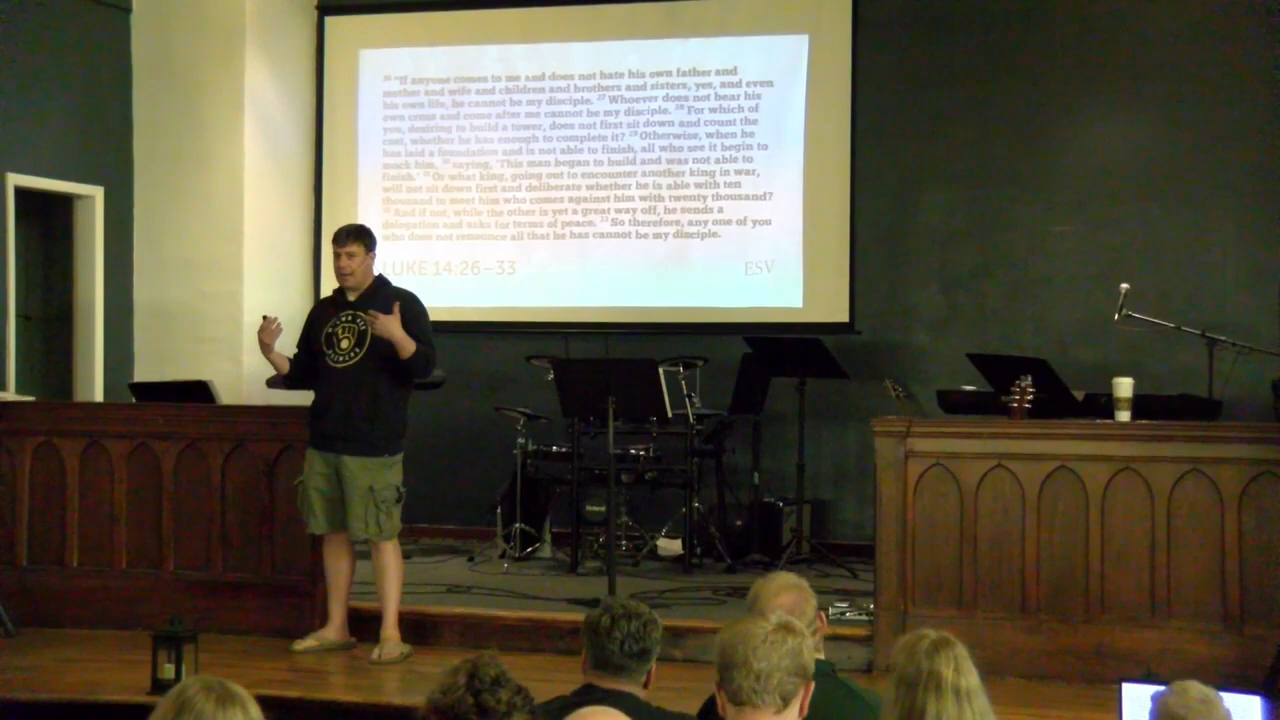 26 "If anyone comes to me and does not hate his own father and
mother and wife and children and brothers and sisters, yes, and even
his own life, he cannot be my disciple. 27 Whoever does not bear his
own cross and come after me cannot be my disciple. 28 For which of
you, desiring to build a tower, does not first sit down and count the
cost, whether he has enough to complete it? 29 Otherwise, when he
has laid a foundation and is not able to finish, all who see it begin to
mock him, 30 saying, 'This man began to build and was not able to
finish.' 31 Or what king, going out to encounter another king in war,
will not sit down first and deliberate whether he is able with ten
thousand to meet him who comes against him with twenty thousand?
32 And if not, while the other is yet a great way off, he sends a
delegation and asks for terms of peace. 33 So therefore, any one of you
who does not renounce all that he has cannot be my disciple.
LUKE 14:26–33 ESV
Roland